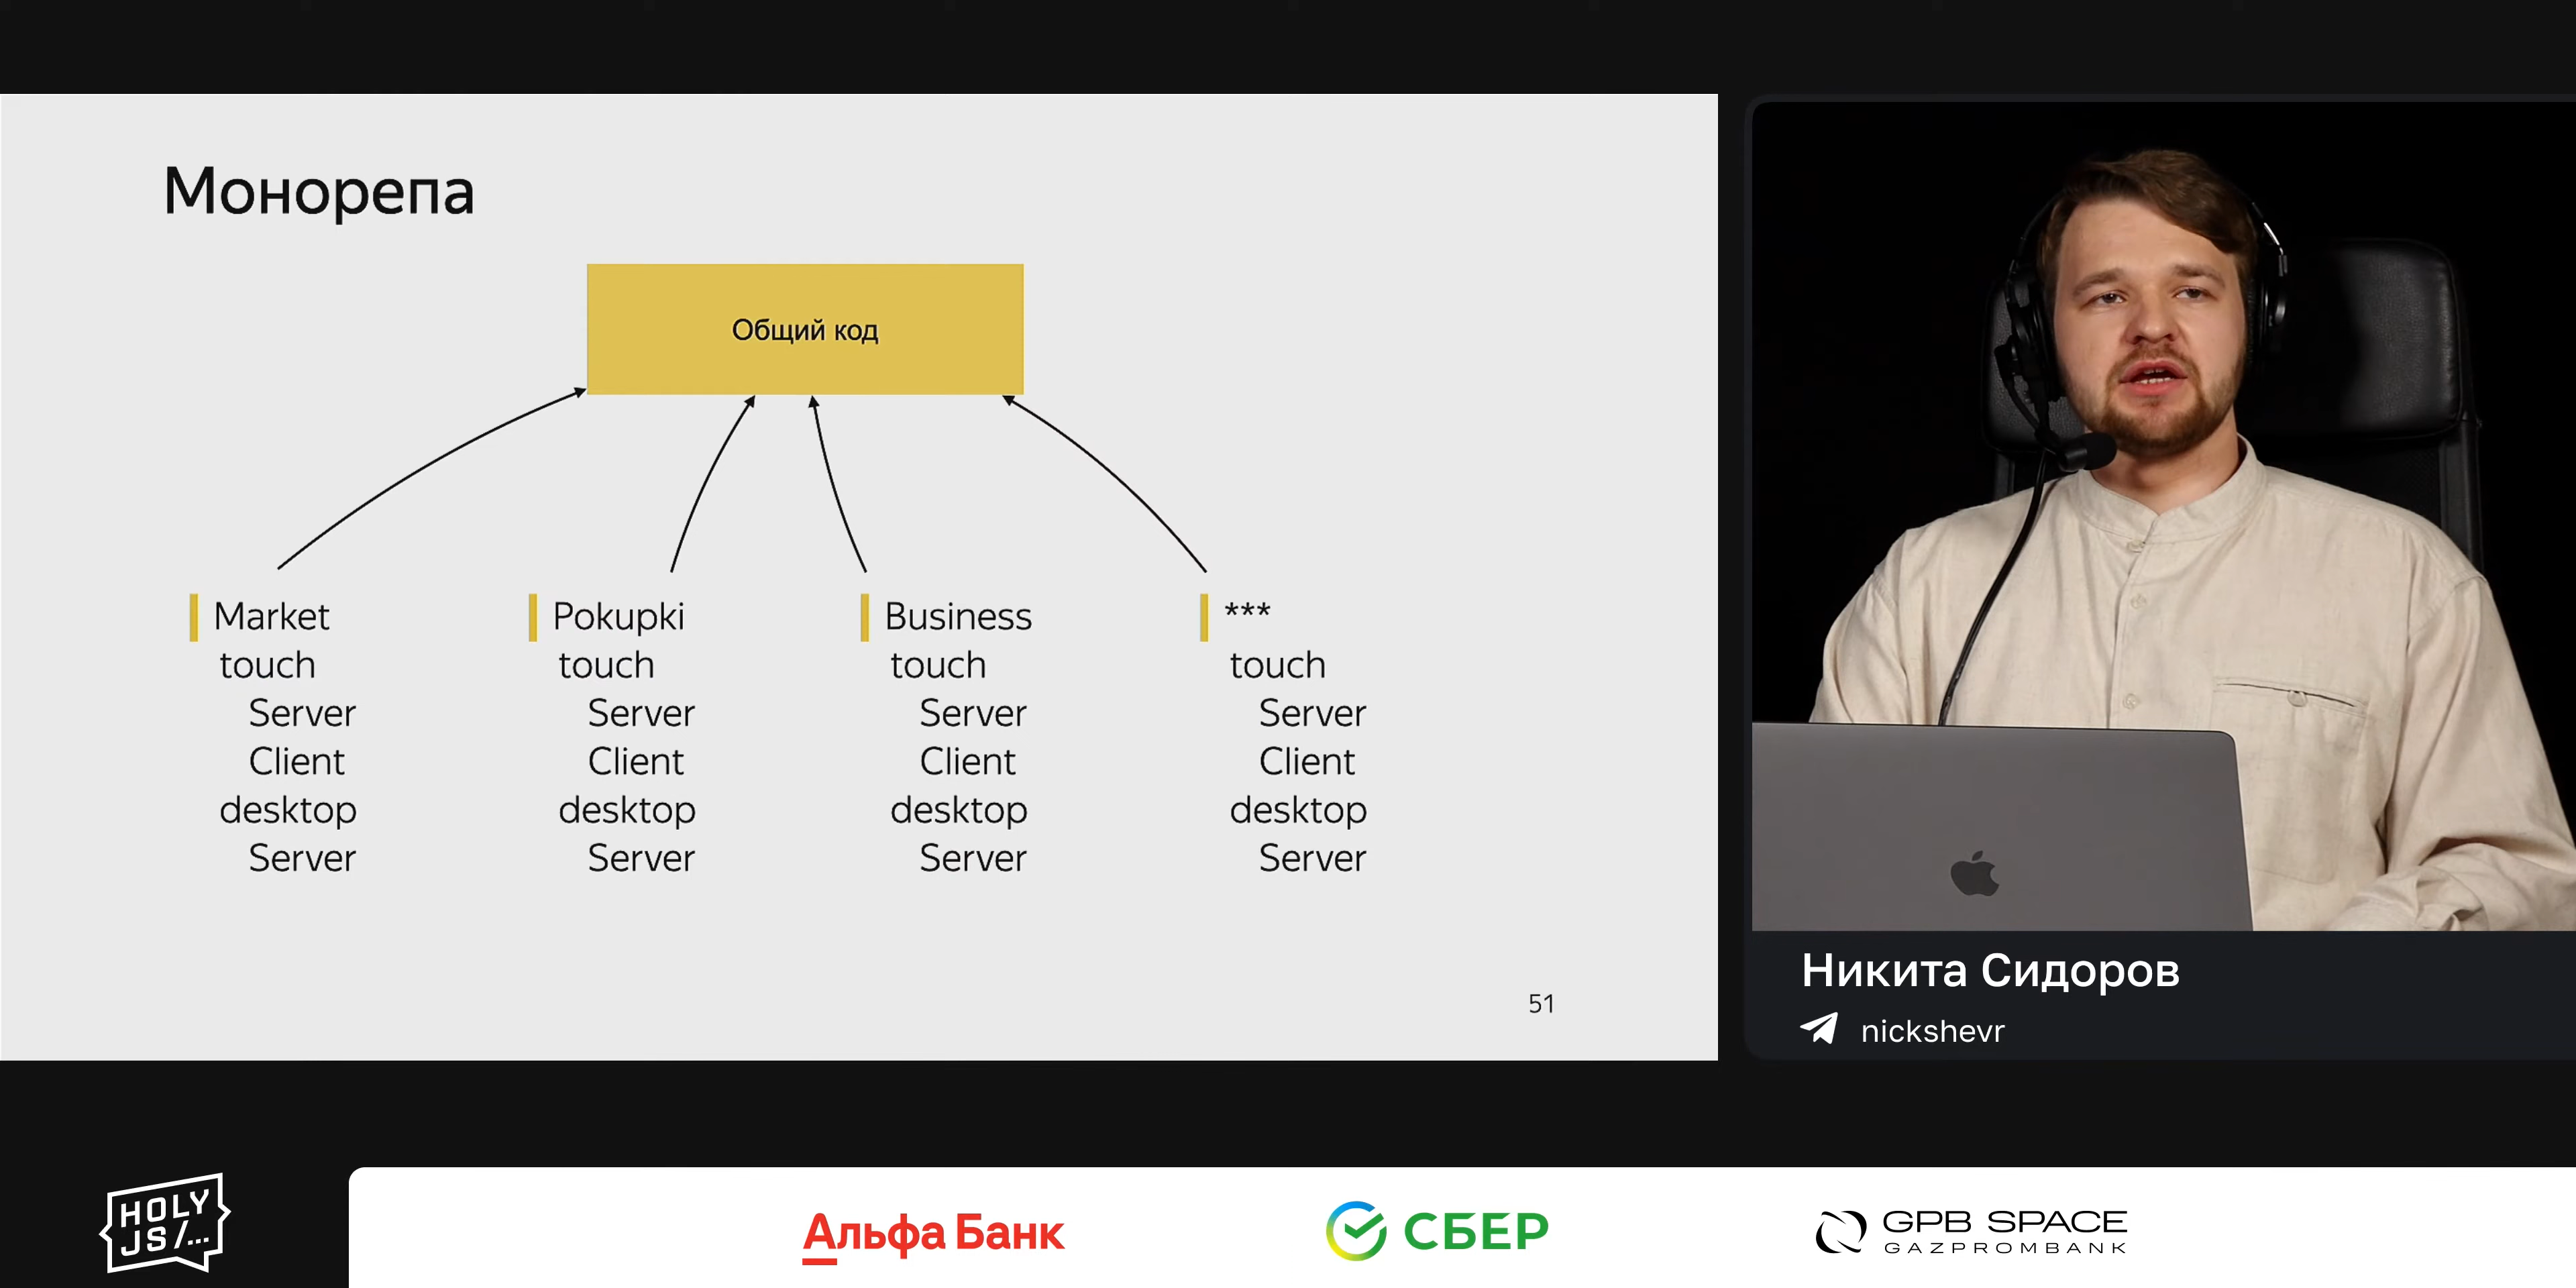 Монорепа
Общий код
Market
touch
Server
Client
desktop
Server
Pokupki
touch
Server
Client
desktop
Server
Business
touch
Server
Client
desktop
Server
***
touch
Server
Client
desktop
Server
51
Никита Сидоров
nickshevr
HOLY
JS/...
Альфа Банк
СБЕР
GPB SPACE
GAZPROMBANK